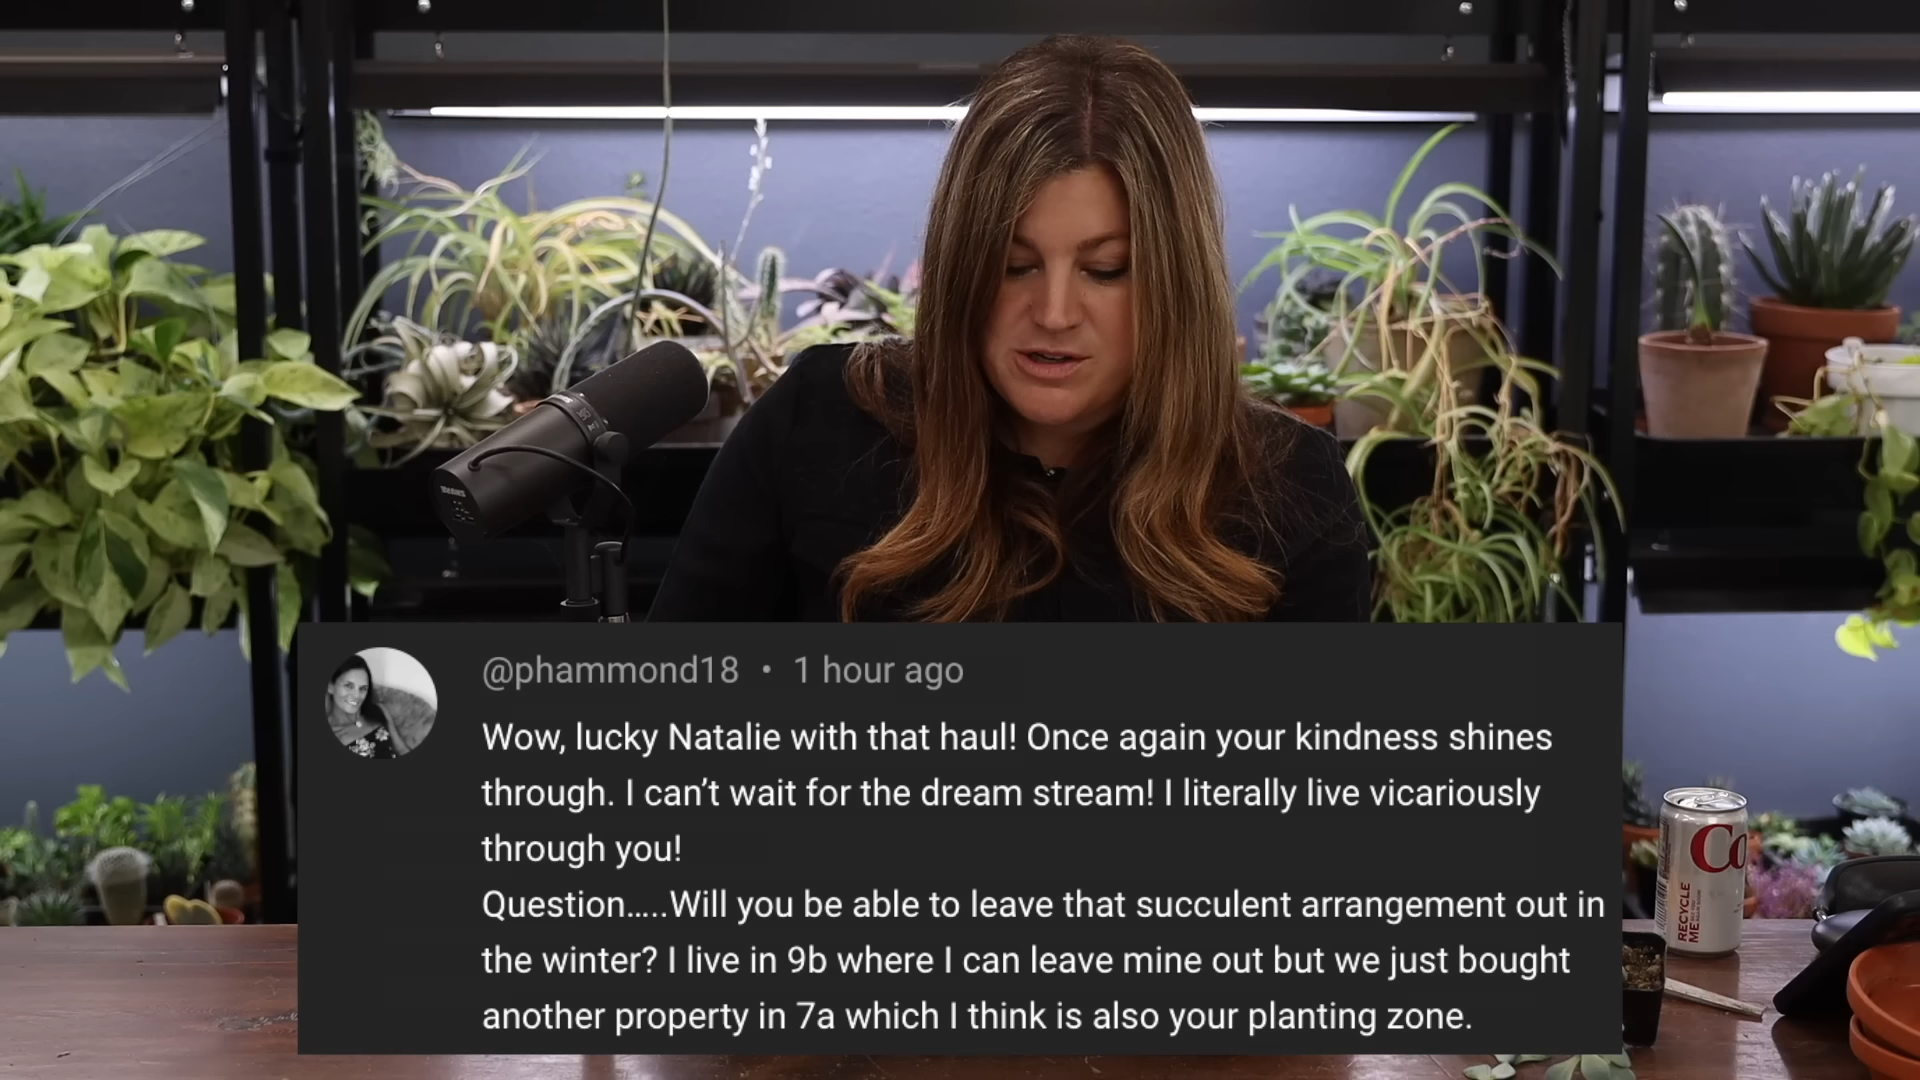 @phammond18 • 1 hour ago
Wow, lucky Natalie with that haul! Once again your kindness shines
through. I can’t wait for the dream stream! I literally live vicariously
through you!
Question.....Will you be able to leave that succulent arrangement out in
the winter? I live in 9b where I can leave mine out but we just bought
another property in 7a which I think is also your planting zone.
Co
RECYCLE
ME